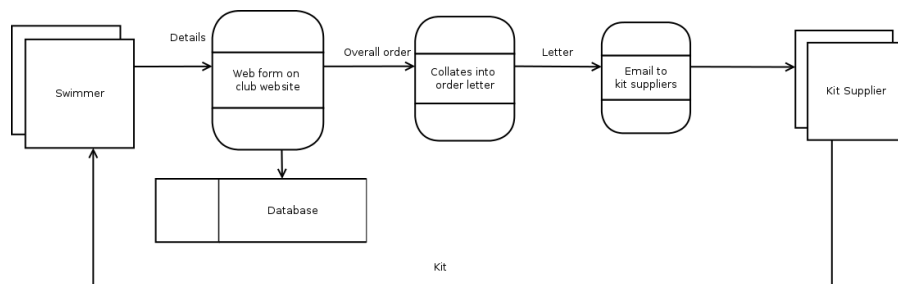 Details
Overall order
Letter
Swimmer
Web form on
club website
Collates into
order letter
Email to
kit suppliers
Kit Supplier
Database
Kit